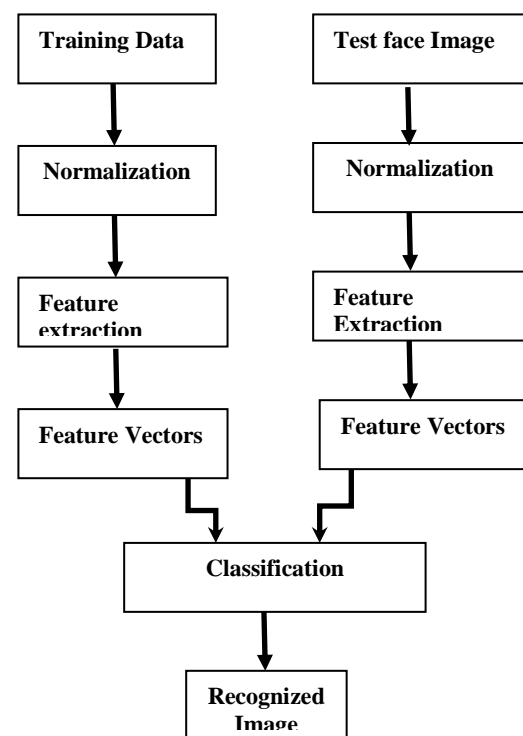 Training Data
Test face Image
Normalization
Normalization
Feature
extraction
Feature
Extraction
Feature Vectors
Feature Vectors
Classification
Recognized
Image